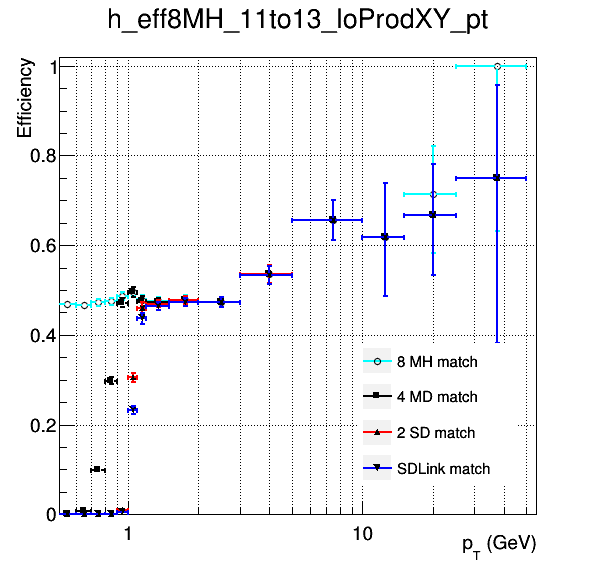 h_eff8MH_11to13_loProdXY_pt
Efficiency
1
0.8
0.6
0.4
0.2
0
8 MH match
4 MD match
2 SD match
SDLink match
1
10
p_T (GeV)